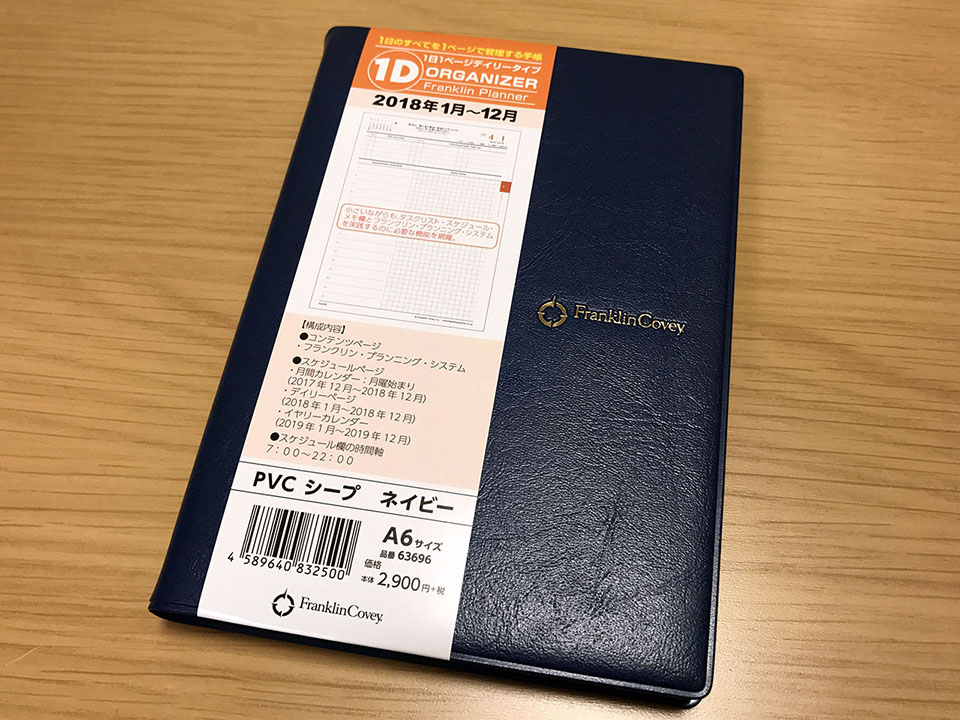 1日のすべてを1ページで管理する手帳
1D
1日1ページデイリータイプ
ORGANIZER
Franklin Planner
2018年1月〜12月
4 1
小さいながらも、タスクリスト・スケジュール・
メモ欄とフランクリン・プランニング・システム
を実践するのに必要な機能を網羅。
【構成内容】
●コンテンツページ
・フランクリン・プランニング・システム
●スケジュールページ
・月間カレンダー：月曜始まり
(2017年12月〜2018年12月)
・デイリーページ
(2018年1月〜2018年12月)
・イヤリーカレンダー
(2019年1月〜2019年12月)
●スケジュール欄の時間軸
7：00〜22：00
PVC シープ ネイビー
A6サイズ
品番 63696
価格
本体 2,900円+税
4 589640 832500
FranklinCovey
FranklinCovey